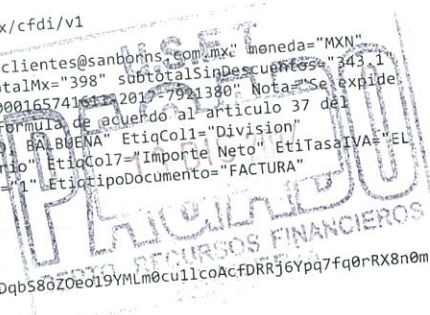 x/cfdi/v1
clientes@sanborns.com.mx" moneda="MXN"
talMx="398" subtotalSinDescuentos="343.1"
000165741611-2017-7921380" Nota="Se expide
formula de acuerdo al articulo 37 del
BALBUENA" EtiqCol1="Division"
rio" EtiqCol7="Importe Neto" EtiTasaIVA="EL
="1" EtiqtipoDocumento="FACTURA"
PAGADO
RECURSOS FINANCIEROS
DqbS8oZOeo19YMLm0cu1lcoAcfDRRj6Ypq7fq0rRX8n0m